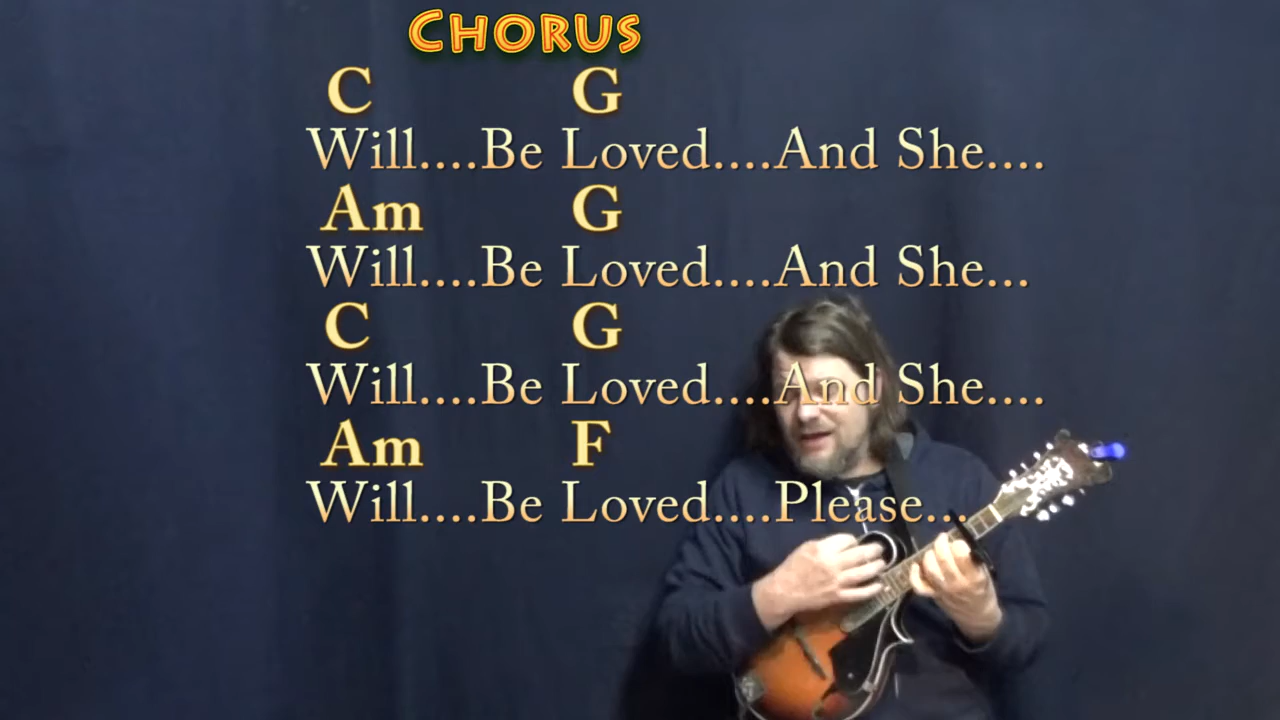 CHORUS
C G
Will....Be Loved....And She....
Am G
Will....Be Loved....And She...
C G
Will....Be Loved....And She....
Am F
Will....Be Loved....Please...